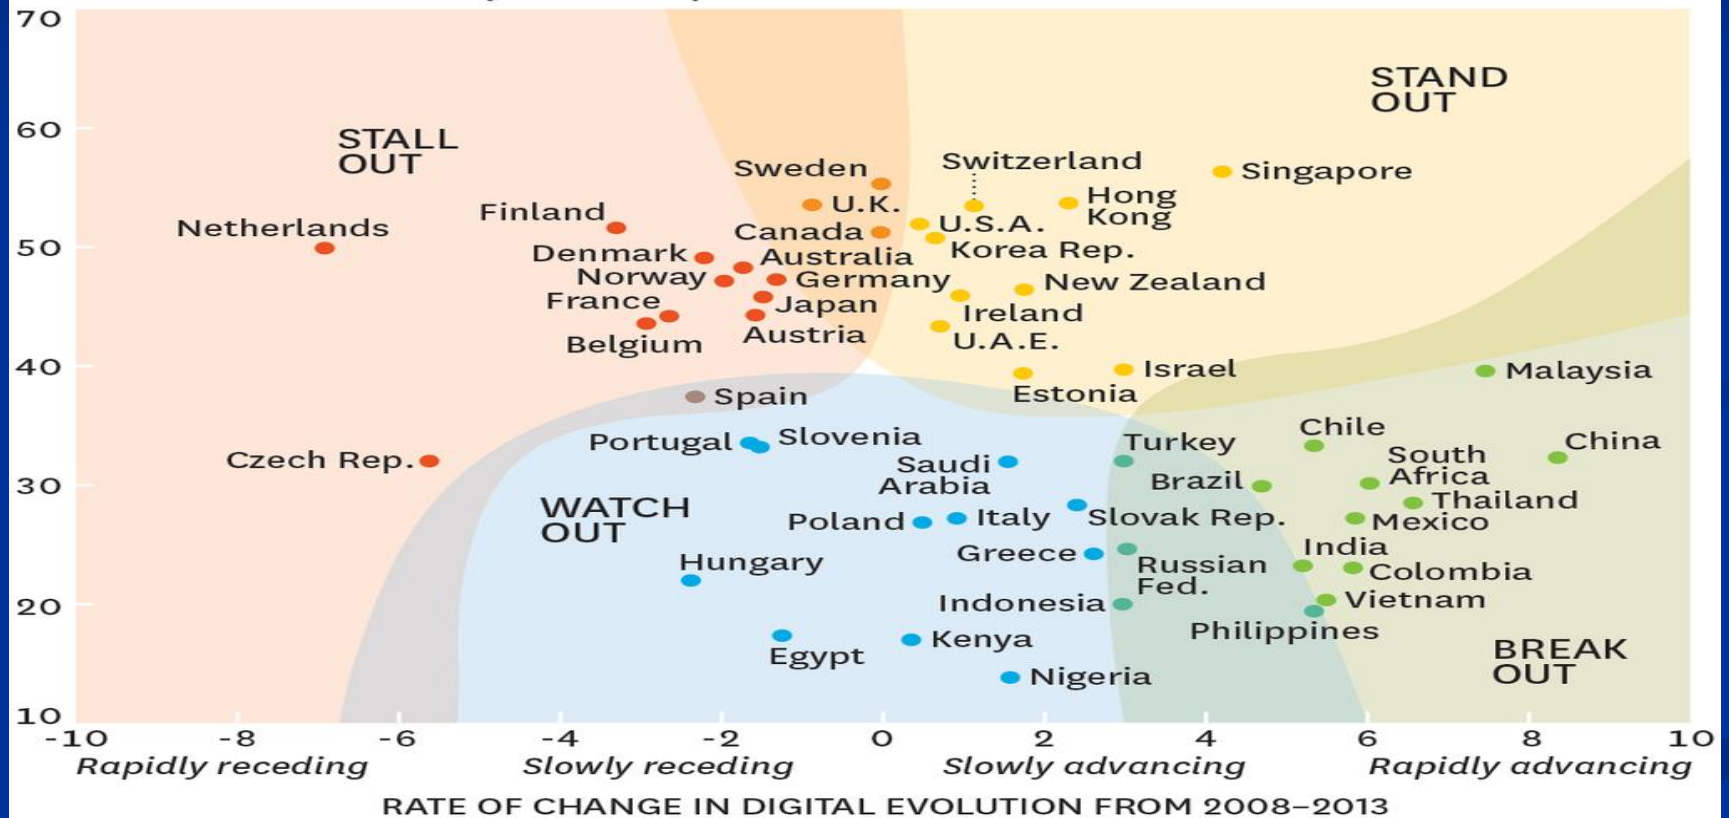 70
STAND
OUT
60
STALL
OUT
Switzerland
Sweden
Singapore
Hong
Kong
U.K.
Finland
Netherlands
U.S.A.
Canada
50
Korea Rep.
Denmark
Australia
Norway
Germany
New Zealand
France
Japan
Ireland
Austria
U.A.E.
Belgium
40
Israel
Malaysia
Estonia
Spain
Chile
Portugal
Slovenia
Turkey
China
Czech Rep.
Saudi
Arabia
South
Africa
30
Brazil
Thailand
WATCH
OUT
Poland
Italy
Slovak Rep.
Mexico
India
Greece
Hungary
Russian
Fed.
Colombia
20
Indonesia
Vietnam
Philippines
Kenya
Egypt
BREAK
OUT
Nigeria
10
-10 -8 -6 -4 -2 0 2 4 6 8 10
Rapidly receding Slowly receding Slowly advancing Rapidly advancing
RATE OF CHANGE IN DIGITAL EVOLUTION FROM 2008–2013